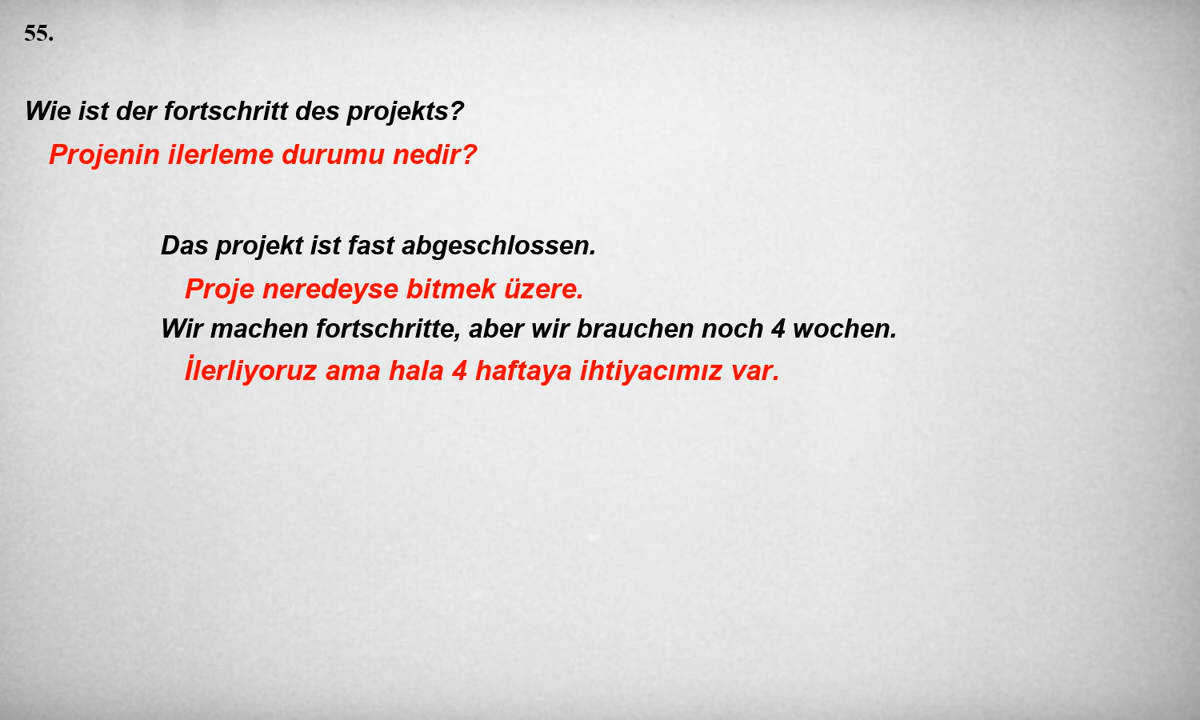 55.
Wie ist der fortschritt des projekts?
Projenin ilerleme durumu nedir?
Das projekt ist fast abgeschlossen.
Proje neredeyse bitmek üzere.
Wir machen fortschritte, aber wir brauchen noch 4 wochen.
İlerliyoruz ama hala 4 haftaya ihtiyacımız var.